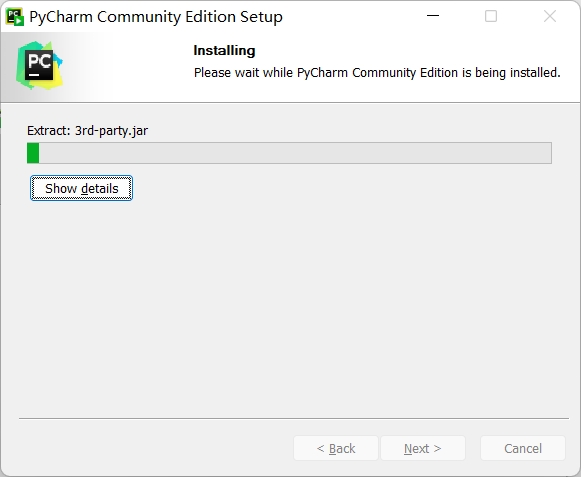 PyCharm Community Edition Setup
PC
Installing
Please wait while PyCharm Community Edition is being installed.
Extract: 3rd-party.jar
Show details
< Back
Next >
Cancel